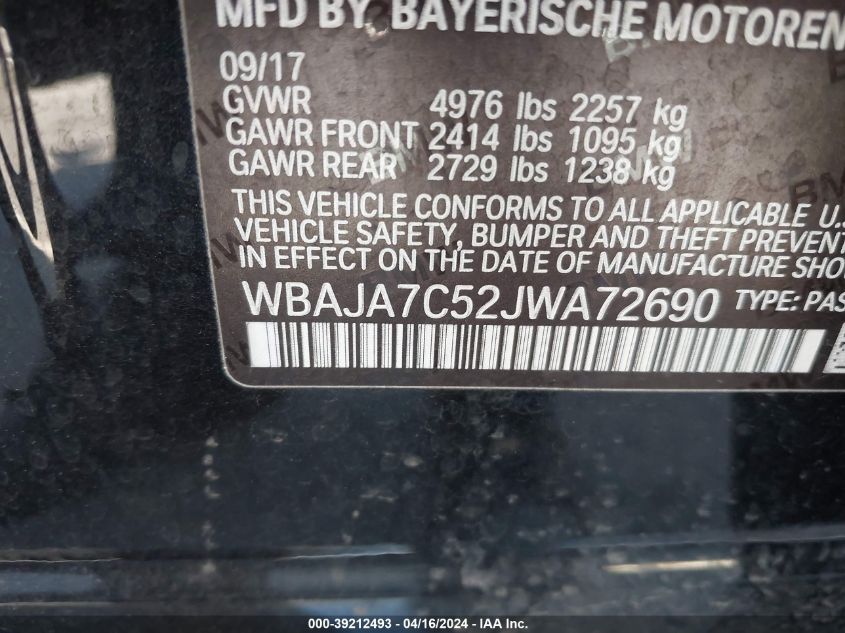 MFD BY BAYERISCHE MOTOREN
09/17
GVWR 4976 lbs 2257 kg
GAWR FRONT 2414 lbs 1095 kg
GAWR REAR 2729 lbs 1238 kg
THIS VEHICLE CONFORMS TO ALL APPLICABLE U.S
VEHICLE SAFETY, BUMPER AND THEFT PREVENT
IN EFFECT ON THE DATE OF MANUFACTURE SHO
WBAJA7C52JWA72690 TYPE: PAS
000-39212493 - 04/16/2024 - IAA Inc.